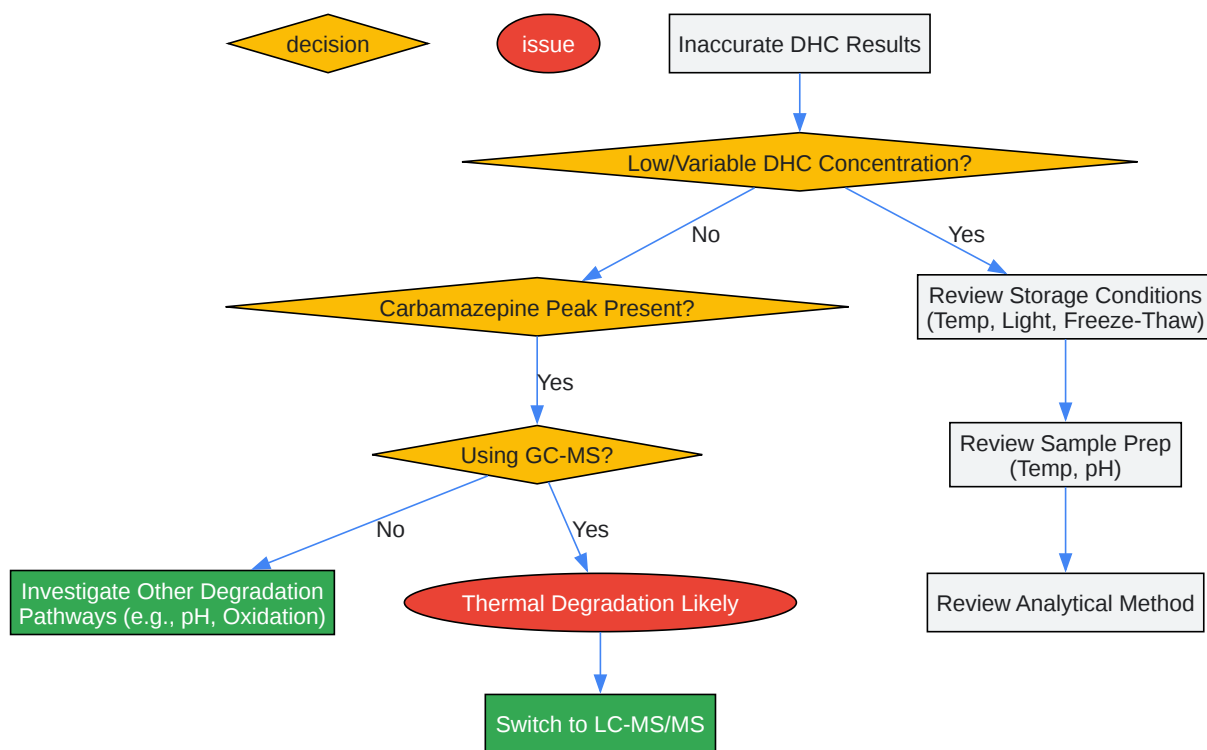 decision
issue
Inaccurate DHC Results
Low/Variable DHC Concentration?
No
Yes
Carbamazepine Peak Present?
Review Storage Conditions
(Temp, Light, Freeze-Thaw)
Yes
Using GC-MS?
Review Sample Prep
(Temp, pH)
No
Yes
Investigate Other Degradation
Pathways (e.g., pH, Oxidation)
Thermal Degradation Likely
Review Analytical Method
Switch to LC-MS/MS